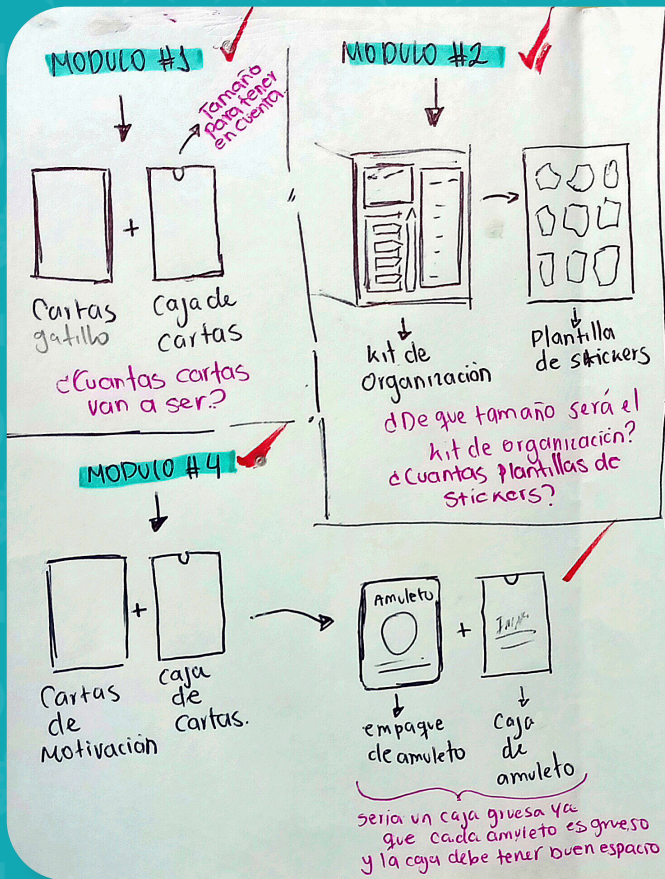 MODULO #1
Tamaño
para tener
en cuenta.
+
Cartas
gatillo
Caja de
cartas
¿Cuantas cartas
van a ser?
MODULO #2
kit de
organización
Plantilla
de stickers
¿De que tamaño será el
kit de organización?
¿Cuantas plantillas de
stickers?
MODULO #4
+
Cartas
de
Motivación
caja
de
cartas.
Amuleto
+
empaque
de amuleto
Caja
de
amuleto
seria un caja gruesa ya
que cada amuleto es grueso
y la caja debe tener buen espacio